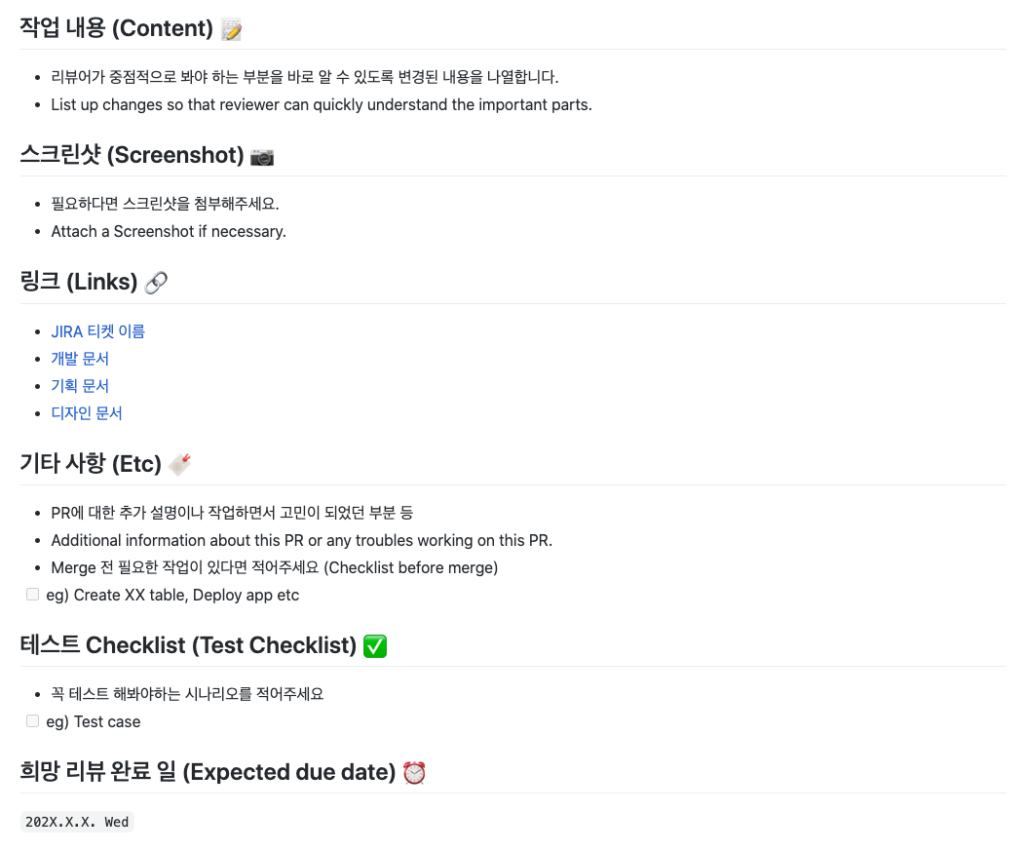 작업 내용 (Content) 📝
리뷰어가 중점적으로 봐야 하는 부분을 바로 알 수 있도록 변경된 내용을 나열합니다.
List up changes so that reviewer can quickly understand the important parts.
스크린샷 (Screenshot) 📷
필요하다면 스크린샷을 첨부해주세요.
Attach a Screenshot if necessary.
링크 (Links) 🔗
JIRA 티켓 이름
개발 문서
기획 문서
디자인 문서
기타 사항 (Etc)
PR에 대한 추가 설명이나 작업하면서 고민이 되었던 부분 등
Additional information about this PR or any troubles working on this PR.
Merge 전 필요한 작업이 있다면 적어주세요 (Checklist before merge)
eg) Create XX table, Deploy app etc
테스트 Checklist (Test Checklist) ✅
꼭 테스트 해봐야하는 시나리오를 적어주세요
eg) Test case
희망 리뷰 완료 일 (Expected due date) ⏰
202X.X.X. Wed